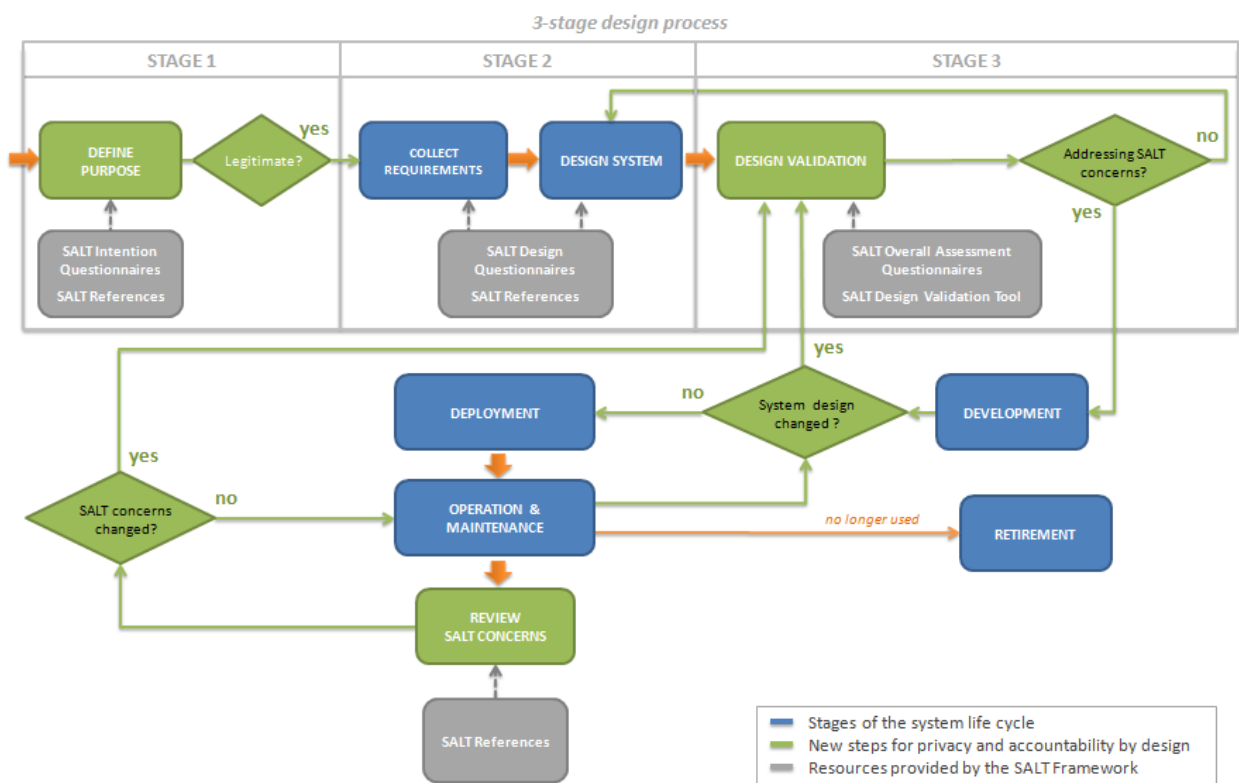 3-stage design process
STAGE 1
STAGE 2
STAGE 3
DEFINE
PURPOSE
Legitimate?
yes
COLLECT
REQUIREMENTS
DESIGN SYSTEM
DESIGN VALIDATION
Addressing SALT
concerns?
no
yes
SALT Intention
Questionnaires
SALT References
SALT Design
Questionnaires
SALT References
SALT Overall Assessment
Questionnaires
SALT Design Validation Tool
yes
no
System design
changed ?
DEPLOYMENT
DEVELOPMENT
yes
SALT concerns
changed?
no
OPERATION &
MAINTENANCE
no longer used
RETIREMENT
REVIEW
SALT CONCERNS
SALT References
Stages of the system life cycle
New steps for privacy and accountability by design
Resources provided by the SALT Framework